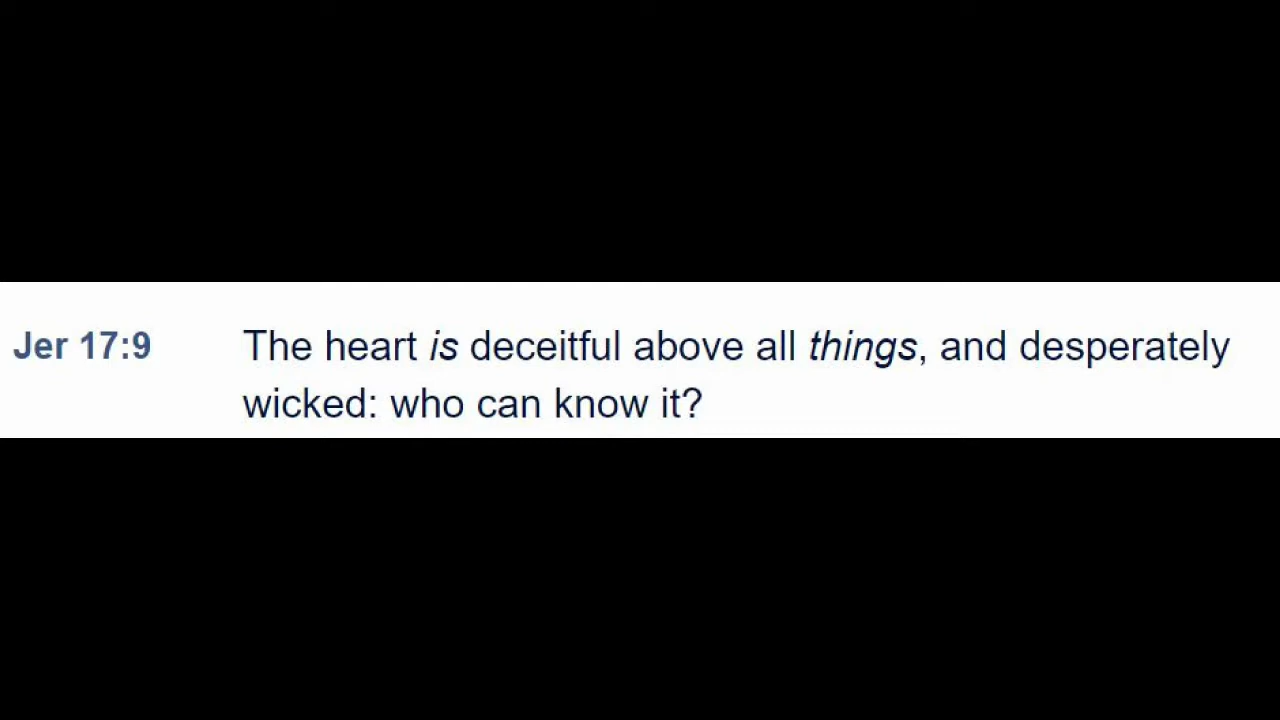 Jer 17:9 The heart is deceitful above all things, and desperately
wicked: who can know it?